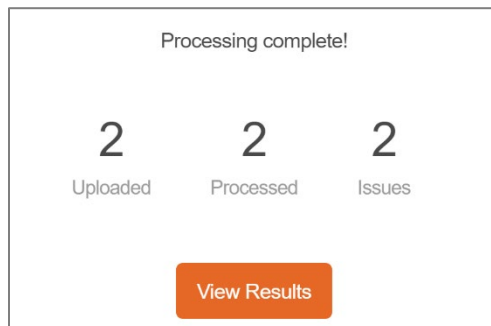 Processing complete!
2 2 2
Uploaded Processed Issues
View Results